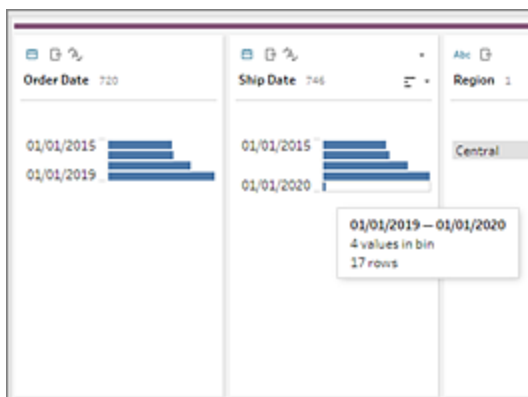 Order Date 720
Ship Date 746
Abc
Region 1
01/01/2015
01/01/2019
01/01/2015
01/01/2020
Central
01/01/2019 — 01/01/2020
4 values in bin
17 rows